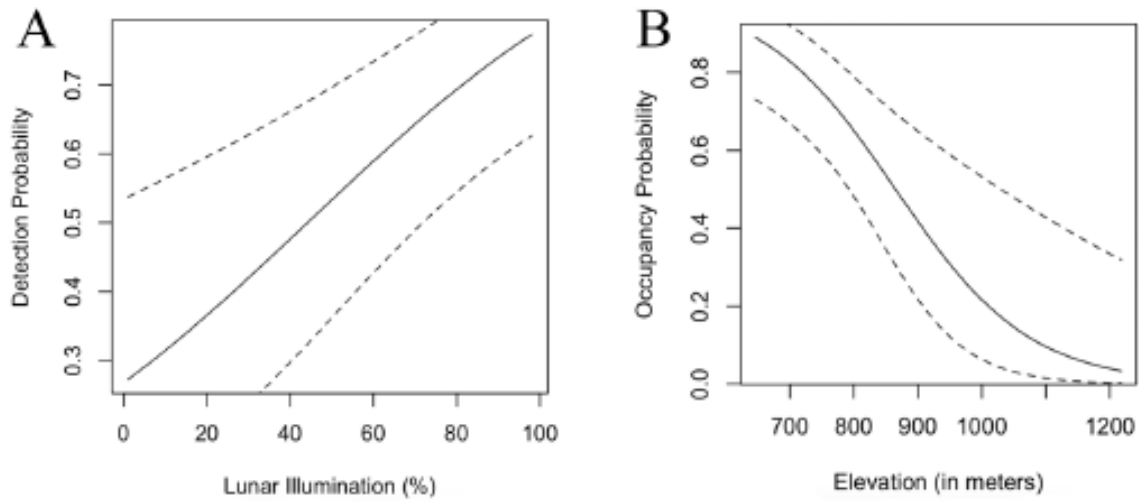 A
Detection Probability
0.7
0.6
0.5
0.4
0.3
0 20 40 60 80 100
Lunar Illumination (%)
B
Occupancy Probability
0.8
0.6
0.4
0.2
0.0
700 800 900 1000 1200
Elevation (in meters)